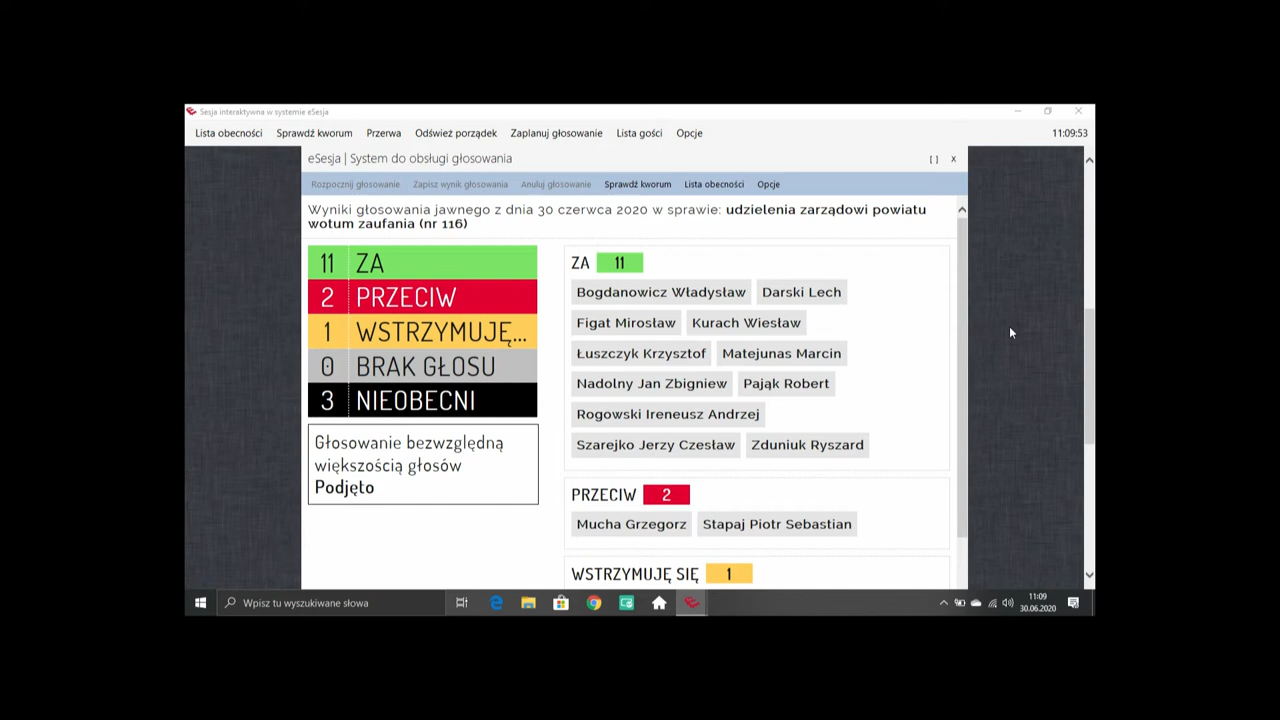 Sesja interaktywna w systemie eSesja
Lista obecności Sprawdź kworum Przerwa Odśwież porządek Zaplanuj głosowanie Lista gości Opcje 11:09:53
eSesja | System do obsługi głosowania [ ] x
Rozpocznij głosowanie Zapisz wynik głosowania Anuluj głosowanie Sprawdź kworum Lista obecności Opcje
Wyniki głosowania jawnego z dnia 30 czerwca 2020 w sprawie: udzielenia zarządowi powiatu
wotum zaufania (nr 116)
11 ZA
2 PRZECIW
1 WSTRZYMUJĘ...
0 BRAK GŁOSU
3 NIEOBECNI
Głosowanie bezwzględną
większością głosów
Podjęto
ZA 11
Bogdanowicz Władysław Darski Lech
Figat Mirosław Kurach Wiesław
Łuszczyk Krzysztof Matejunas Marcin
Nadolny Jan Zbigniew Pająk Robert
Rogowski Ireneusz Andrzej
Szarejko Jerzy Czesław Zduniuk Ryszard
PRZECIW 2
Mucha Grzegorz Stapaj Piotr Sebastian
WSTRZYMUJĘ SIĘ 1
Wpisz tu wyszukiwane słowa
11:09
30.06.2020